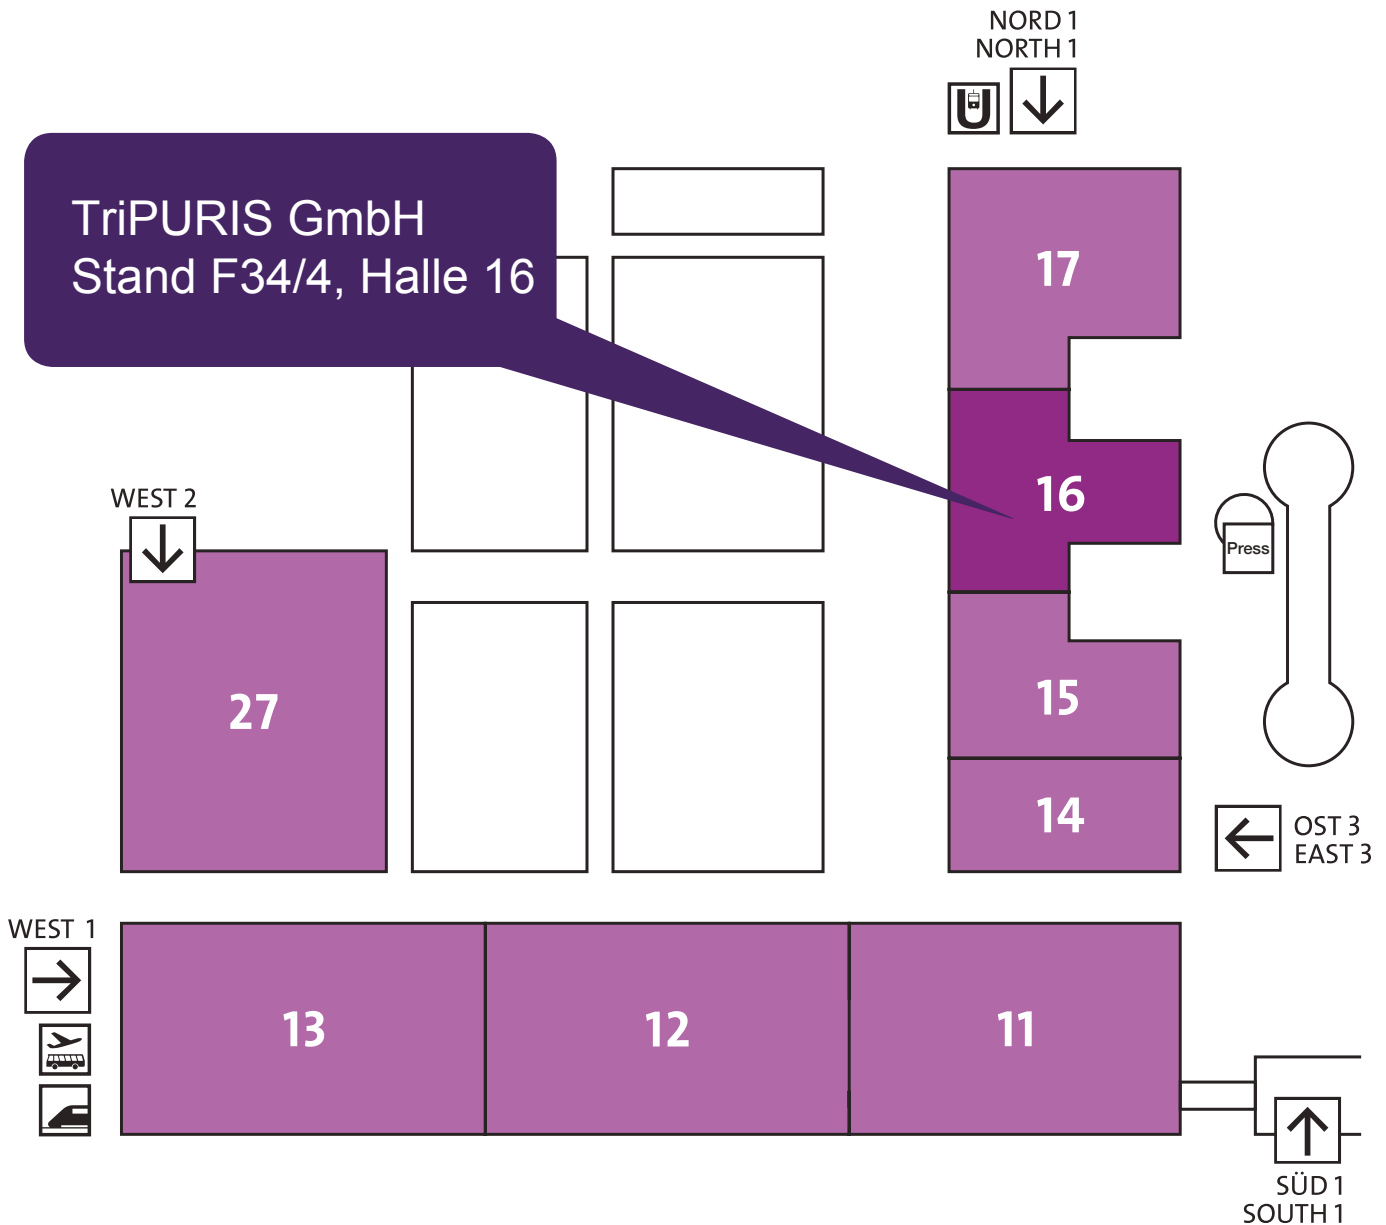 NORD 1
NORTH 1
U
TriPURIS GmbH
Stand F34/4, Halle 16
17
16
WEST 2
Press
27
15
14
OST 3
EAST 3
WEST 1
13
12
11
SÜD 1
SOUTH 1